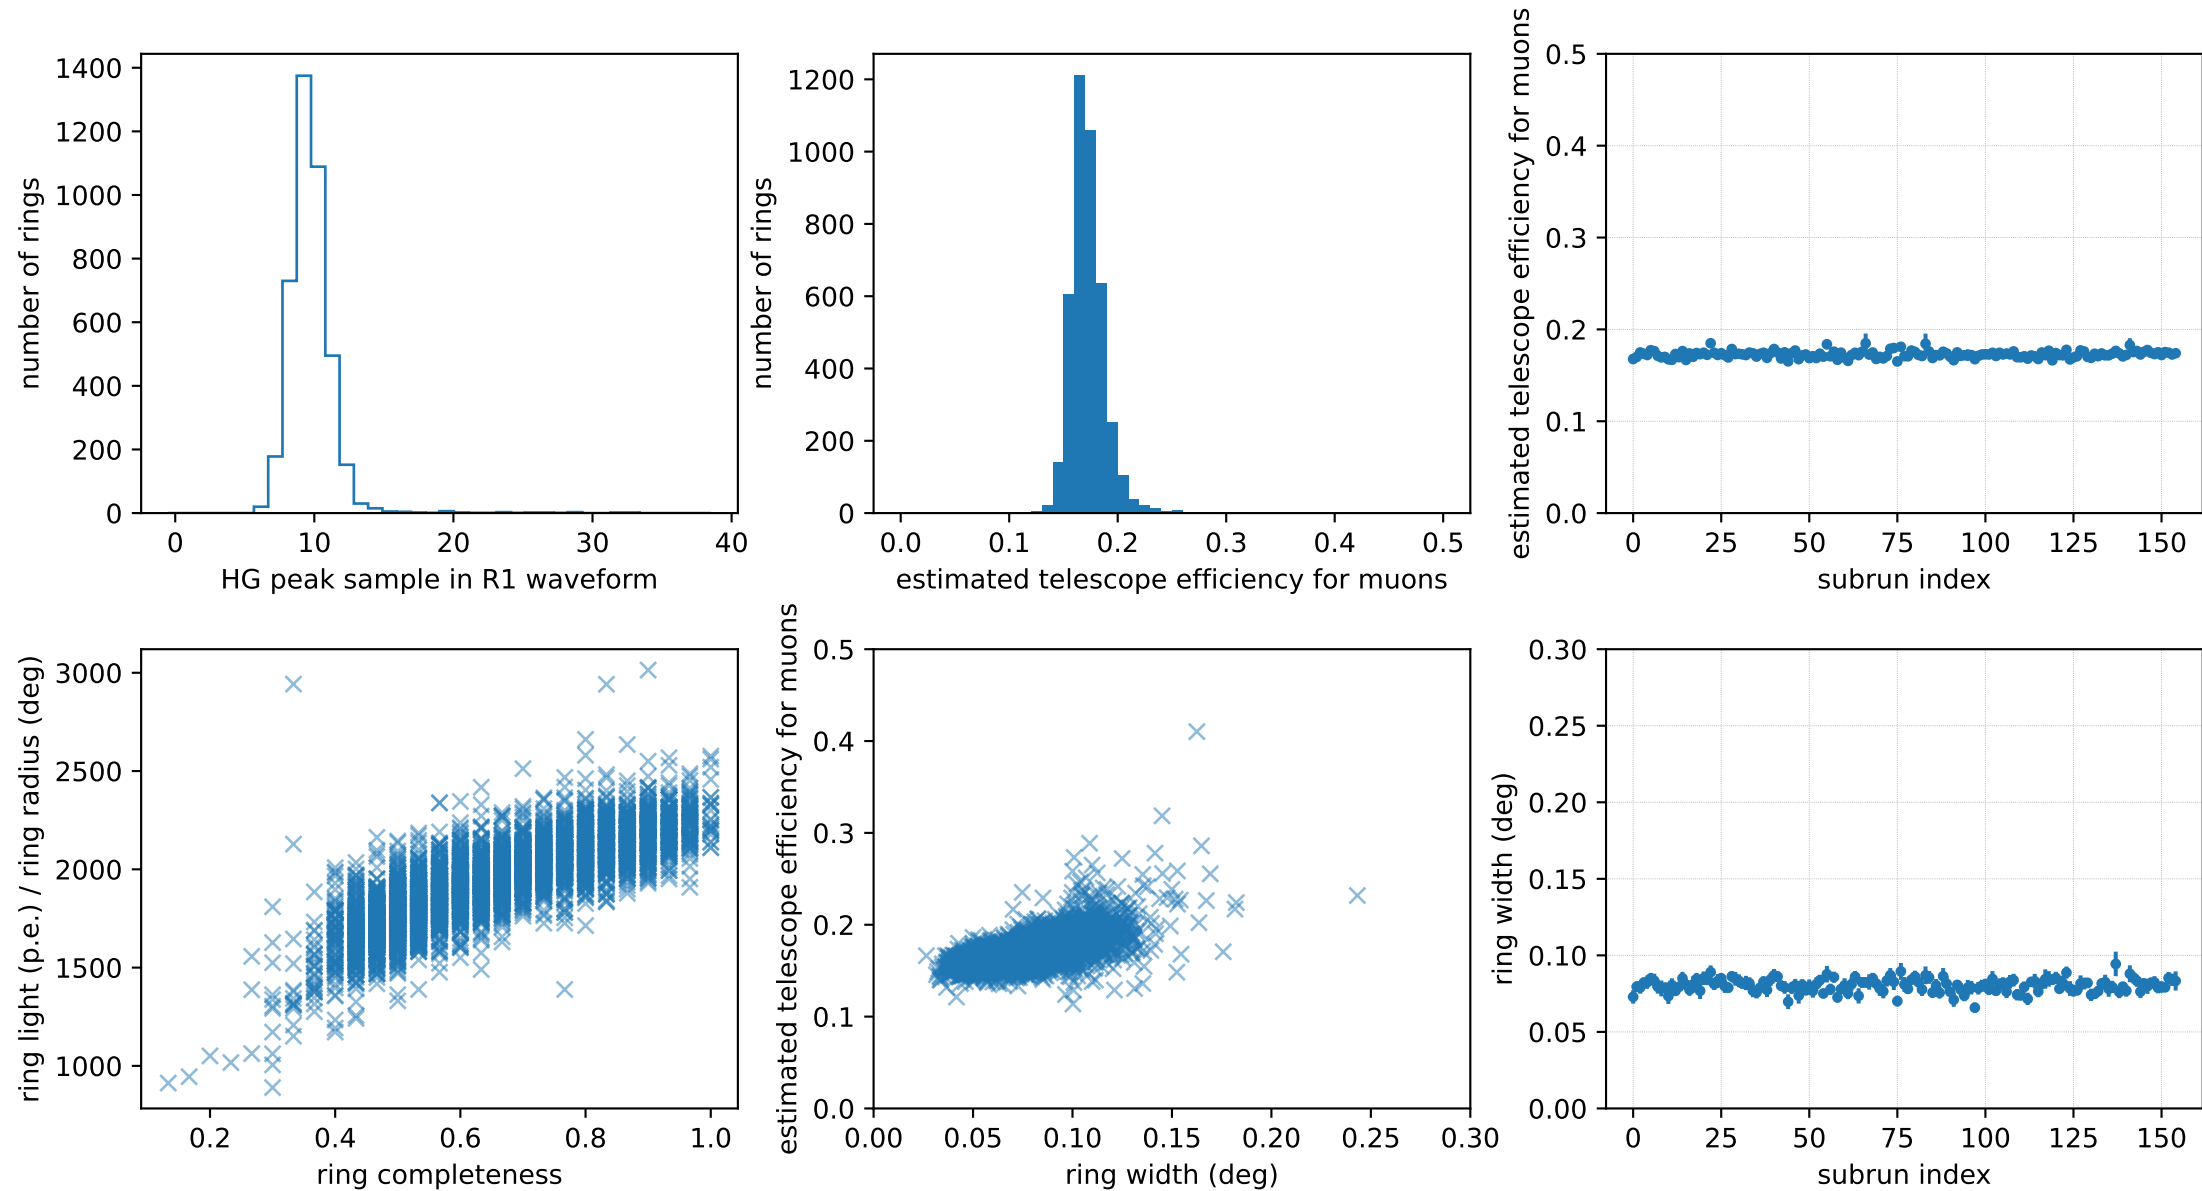 number of rings
1400
1200
1000
800
600
400
200
0
0 10 20 30 40
HG peak sample in R1 waveform
number of rings
1200
1000
800
600
400
200
0
0.0 0.1 0.2 0.3 0.4 0.5
estimated telescope efficiency for muons
estimated telescope efficiency for muons
0.5
0.4
0.3
0.2
0.1
0.0
0 25 50 75 100 125 150
subrun index
ring light (p.e.) / ring radius (deg)
3000
2500
2000
1500
1000
0.2 0.4 0.6 0.8 1.0
ring completeness
estimated telescope efficiency for muons
0.5
0.4
0.3
0.2
0.1
0.0
0.00 0.05 0.10 0.15 0.20 0.25 0.30
ring width (deg)
ring width (deg)
0.30
0.25
0.20
0.15
0.10
0.05
0.00
0 25 50 75 100 125 150
subrun index